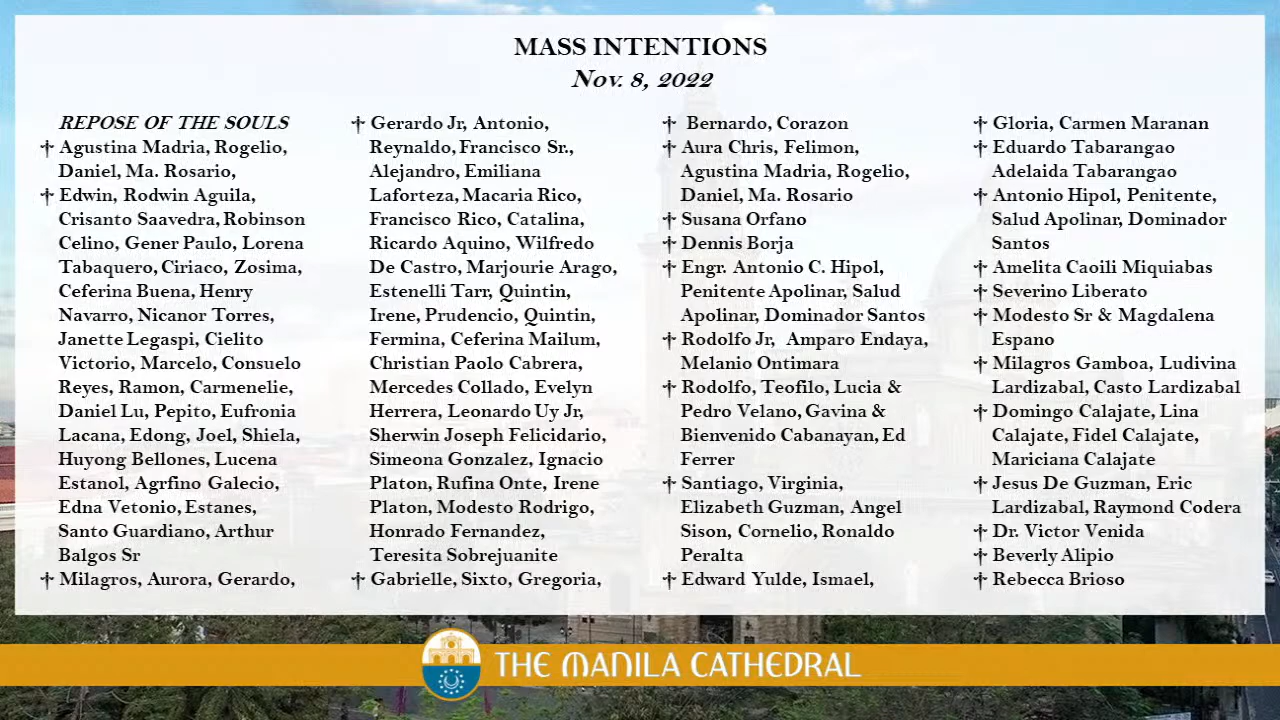 MASS INTENTIONS
Nov. 8, 2022
REPOSE OF THE SOULS
✝ Agustina Madria, Rogelio,
Daniel, Ma. Rosario,
✝ Edwin, Rodwin Aguila,
Crisanto Saavedra, Robinson
Celino, Gener Paulo, Lorena
Tabaquero, Ciriaco, Zosima,
Ceferina Buena, Henry
Navarro, Nicanor Torres,
Janette Legaspi, Cielito
Victorio, Marcelo, Consuelo
Reyes, Ramon, Carmenelie,
Daniel Lu, Pepito, Eufronia
Lacana, Edong, Joel, Shiela,
Huyong Bellones, Lucena
Estanol, Agrfino Galecio,
Edna Vetonio, Estanes,
Santo Guardiano, Arthur
Balgos Sr
✝ Milagros, Aurora, Gerardo,
✝ Gerardo Jr, Antonio,
Reynaldo, Francisco Sr.,
Alejandro, Emiliana
Laforteza, Macaria Rico,
Francisco Rico, Catalina,
Ricardo Aquino, Wilfredo
De Castro, Marjourie Arago,
Estenelli Tarr, Quintin,
Irene, Prudencio, Quintin,
Fermina, Ceferina Mailum,
Christian Paolo Cabrera,
Mercedes Collado, Evelyn
Herrera, Leonardo Uy Jr,
Sherwin Joseph Felicidario,
Simeona Gonzalez, Ignacio
Platon, Rufina Onte, Irene
Platon, Modesto Rodrigo,
Honrado Fernandez,
Teresita Sobrejuanite
✝ Gabrielle, Sixto, Gregoria,
✝ Bernardo, Corazon
✝ Aura Chris, Felimon,
Agustina Madria, Rogelio,
Daniel, Ma. Rosario
✝ Susana Orfano
✝ Dennis Borja
✝ Engr. Antonio C. Hipol,
Penitente Apolinar, Salud
Apolinar, Dominador Santos
✝ Rodolfo Jr, Amparo Endaya,
Melanio Ontimara
✝ Rodolfo, Teofilo, Lucia &
Pedro Velano, Gavina &
Bienvenido Cabanayan, Ed
Ferrer
✝ Santiago, Virginia,
Elizabeth Guzman, Angel
Sison, Cornelio, Ronaldo
Peralta
✝ Edward Yulde, Ismael,
✝ Gloria, Carmen Maranan
✝ Eduardo Tabarangao
Adelaida Tabarangao
✝ Antonio Hipol, Penitente,
Salud Apolinar, Dominador
Santos
✝ Amelita Caoili Miquiabas
✝ Severino Liberato
✝ Modesto Sr & Magdalena
Espano
✝ Milagros Gamboa, Ludivina
Lardizabal, Casto Lardizabal
✝ Domingo Calajate, Lina
Calajate, Fidel Calajate,
Mariciana Calajate
✝ Jesus De Guzman, Eric
Lardizabal, Raymond Codera
✝ Dr. Victor Venida
✝ Beverly Alipio
✝ Rebecca Brioso
THE MANILA CATHEDRAL